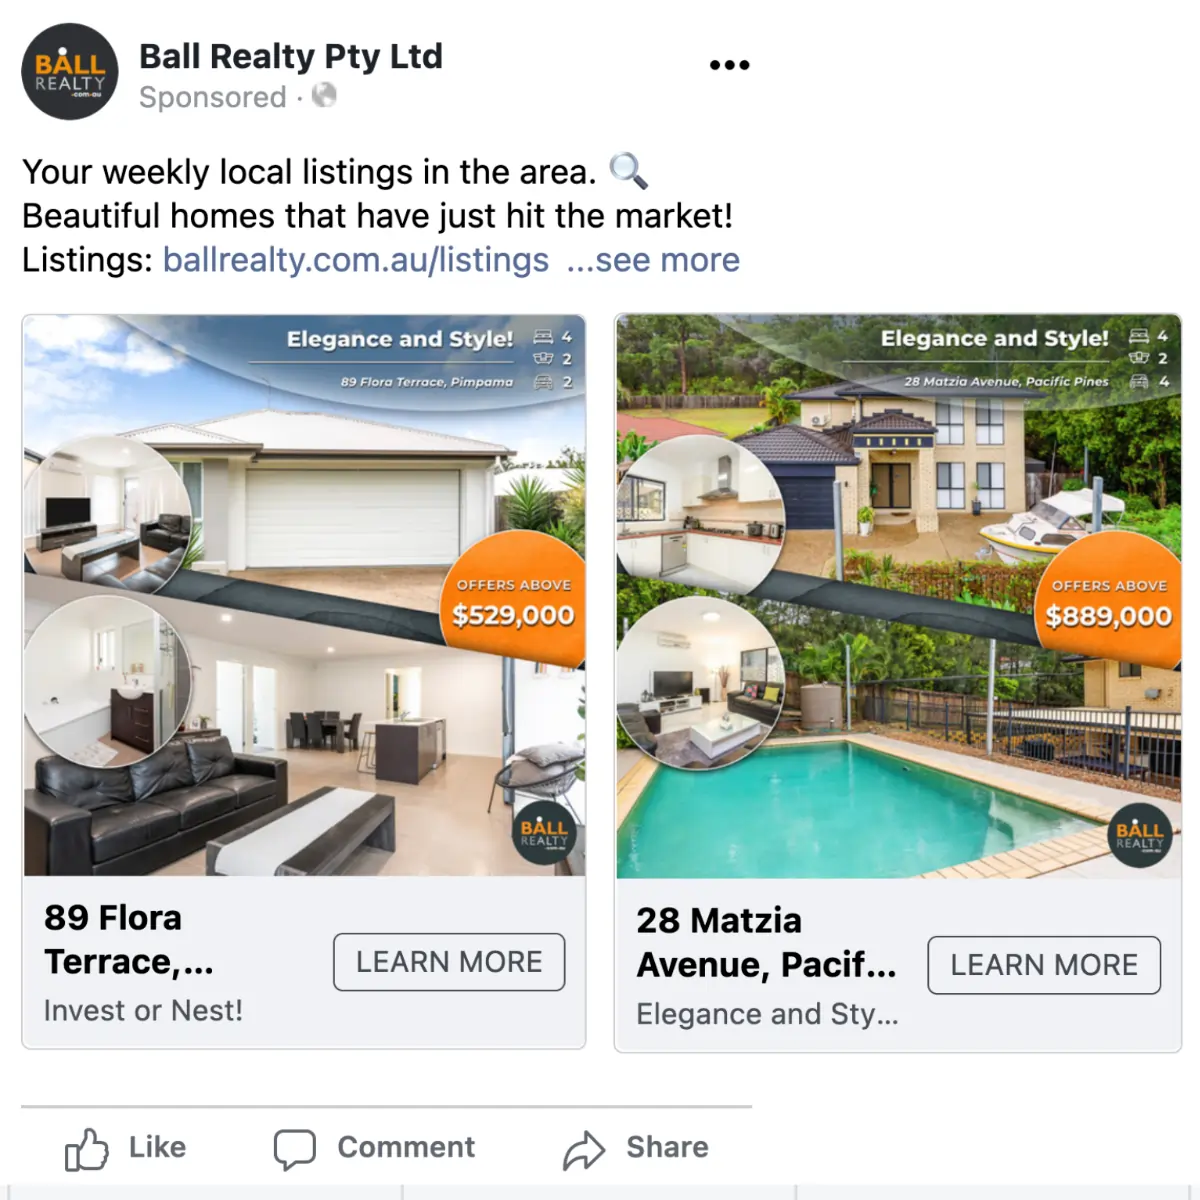 BALL
REALTY
.com.au
Ball Realty Pty Ltd
Sponsored ·
Your weekly local listings in the area.
Beautiful homes that have just hit the market!
Listings: ballrealty.com.au/listings ...see more
Elegance and Style!
4
2
89 Flora Terrace, Pimpama
2
OFFERS ABOVE
$529,000
BALL
REALTY
.com.au
89 Flora
Terrace,...
LEARN MORE
Invest or Nest!
Elegance and Style!
4
2
28 Matzia Avenue, Pacific Pines
4
OFFERS ABOVE
$889,000
BALL
REALTY
.com.au
28 Matzia
Avenue, Pacif...
LEARN MORE
Elegance and Sty...
Like
Comment
Share